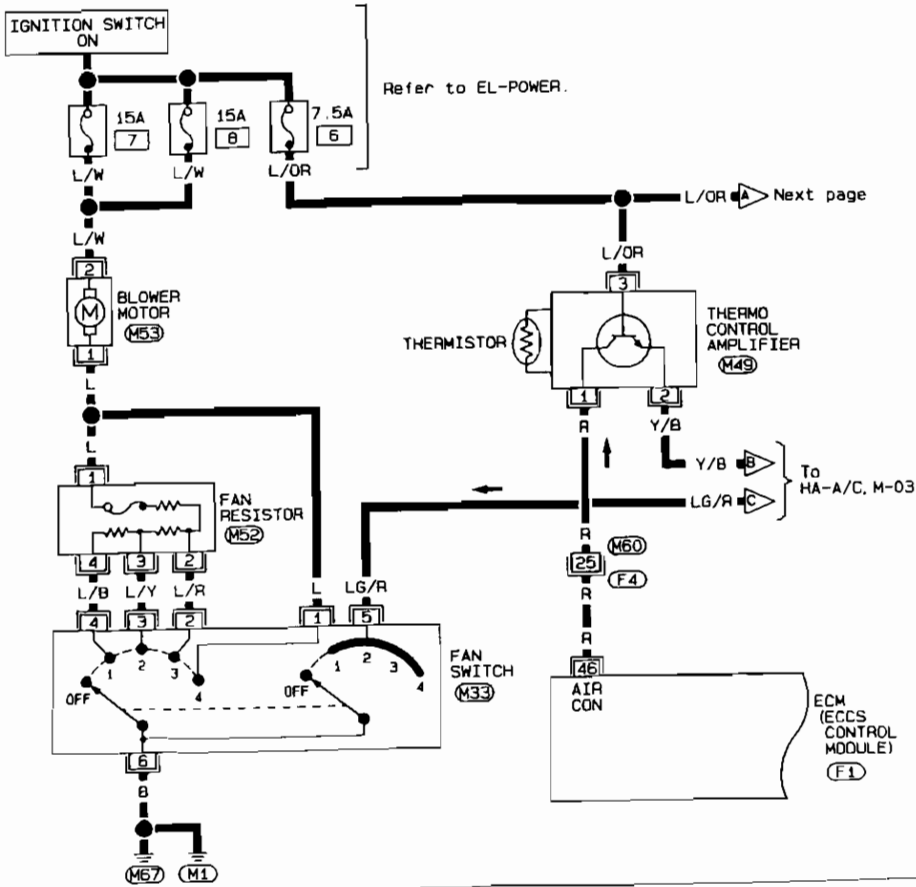 IGNITION SWITCH
ON
Refer to EL-POWER.
15A
7
15A
8
7.5A
6
L/W
L/W
L/OR
L/OR
A
Next page
L/W
L/OR
2
3
BLOWER
MOTOR
M
M53
1
THERMISTOR
THERMO
CONTROL
AMPLIFIER
M49
1
2
L
R
Y/B
L
Y/B
B
To
HA-A/C, M-03
LG/R
C
1
FAN
RESISTOR
M52
4
3
2
R
M60
25
F4
L/B
L/Y
L/R
L
LG/R
R
4
3
2
1
5
R
1
2
3
4
OFF
1
2
3
4
OFF
FAN
SWITCH
M33
46
AIR
CON
ECM
(ECCS
CONTROL
MODULE)
F1
6
B
M67
M1